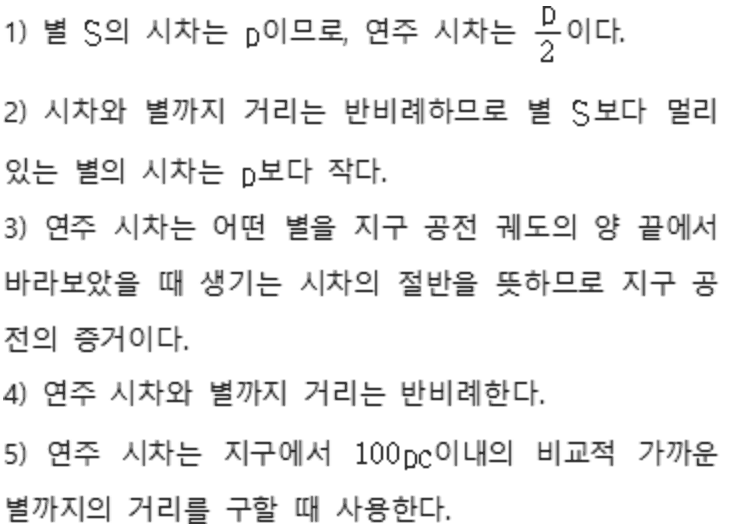 1) 별 S의 시차는 p이므로, 연주 시차는 p/2이다.
2) 시차와 별까지 거리는 반비례하므로 별 S보다 멀리
있는 별의 시차는 p보다 작다.
3) 연주 시차는 어떤 별을 지구 공전 궤도의 양 끝에서
바라보았을 때 생기는 시차의 절반을 뜻하므로 지구 공
전의 증거이다.
4) 연주 시차와 별까지 거리는 반비례한다.
5) 연주 시차는 지구에서 100pc이내의 비교적 가까운
별까지의 거리를 구할 때 사용한다.